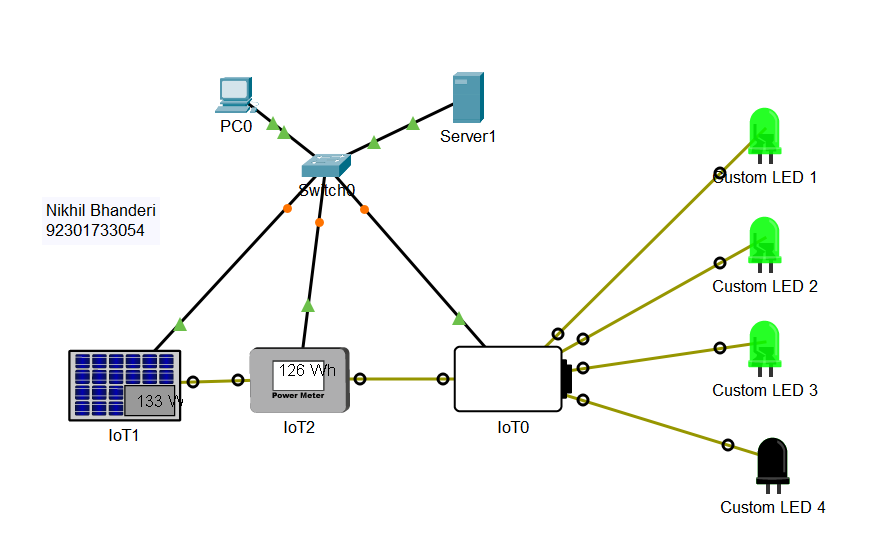 PC0
Server1
Switch0
Custom LED 1
Nikhil Bhanderi
92301733054
Custom LED 2
126 Wh
Power Meter
Custom LED 3
133 W
IoT1
IoT2
IoT0
Custom LED 4